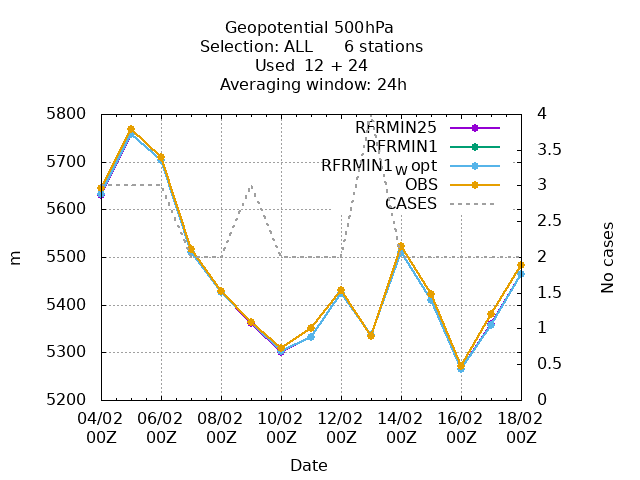 Geopotential 500hPa
Selection: ALL      6 stations
Used  12 + 24
Averaging window: 24h
RFRMIN25
RFRMIN1
RFRMIN1w opt
OBS
CASES
5800
5700
5600
5500
5400
5300
5200
m
4
3.5
3
2.5
2
1.5
1
0.5
0
No cases
04/02 06/02 08/02 10/02 12/02 14/02 16/02 18/02
00Z 00Z 00Z 00Z 00Z 00Z 00Z 00Z
Date